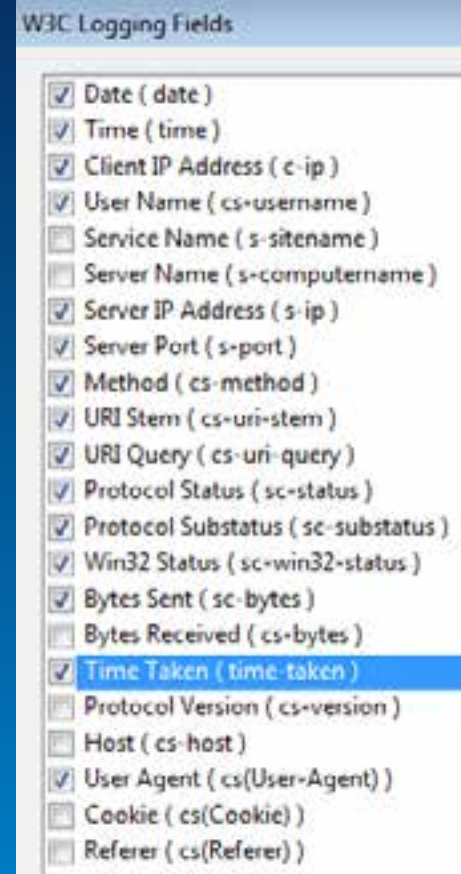 W3C Logging Fields
Date ( date )
Time ( time )
Client IP Address ( c-ip )
User Name ( cs-username )
Service Name ( s-sitename )
Server Name ( s-computername )
Server IP Address ( s-ip )
Server Port ( s-port )
Method ( cs-method )
URI Stem ( cs-uri-stem )
URI Query ( cs-uri-query )
Protocol Status ( sc-status )
Protocol Substatus ( sc-substatus )
Win32 Status ( sc-win32-status )
Bytes Sent ( sc-bytes )
Bytes Received ( cs-bytes )
Time Taken ( time-taken )
Protocol Version ( cs-version )
Host ( cs-host )
User Agent ( cs(User-Agent) )
Cookie ( cs(Cookie) )
Referer ( cs(Referer) )